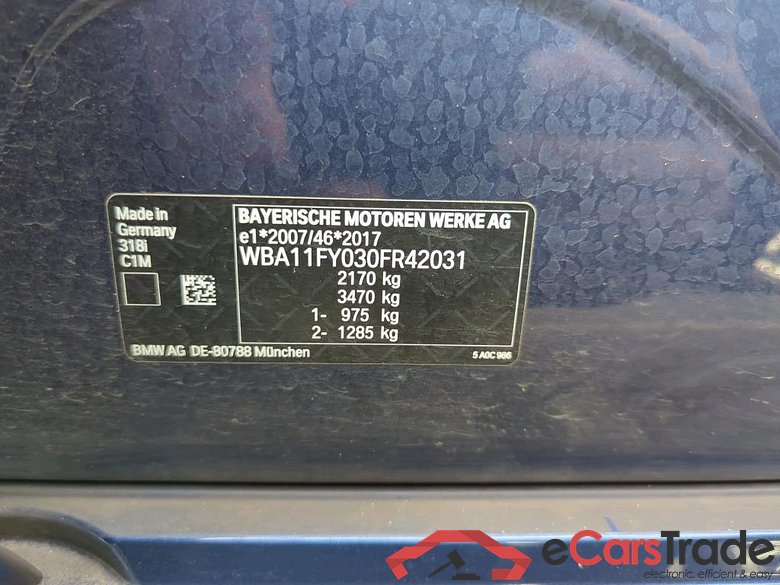 Made in
Germany
318i
C1M
BAYERISCHE MOTOREN WERKE AG
e1*2007/46*2017
WBA11FY030FR42031
2170 kg
3470 kg
1- 975 kg
2- 1285 kg
BMW AG DE-80788 München
5 A0C 986
eCarsTrade
electronic, efficient & easy